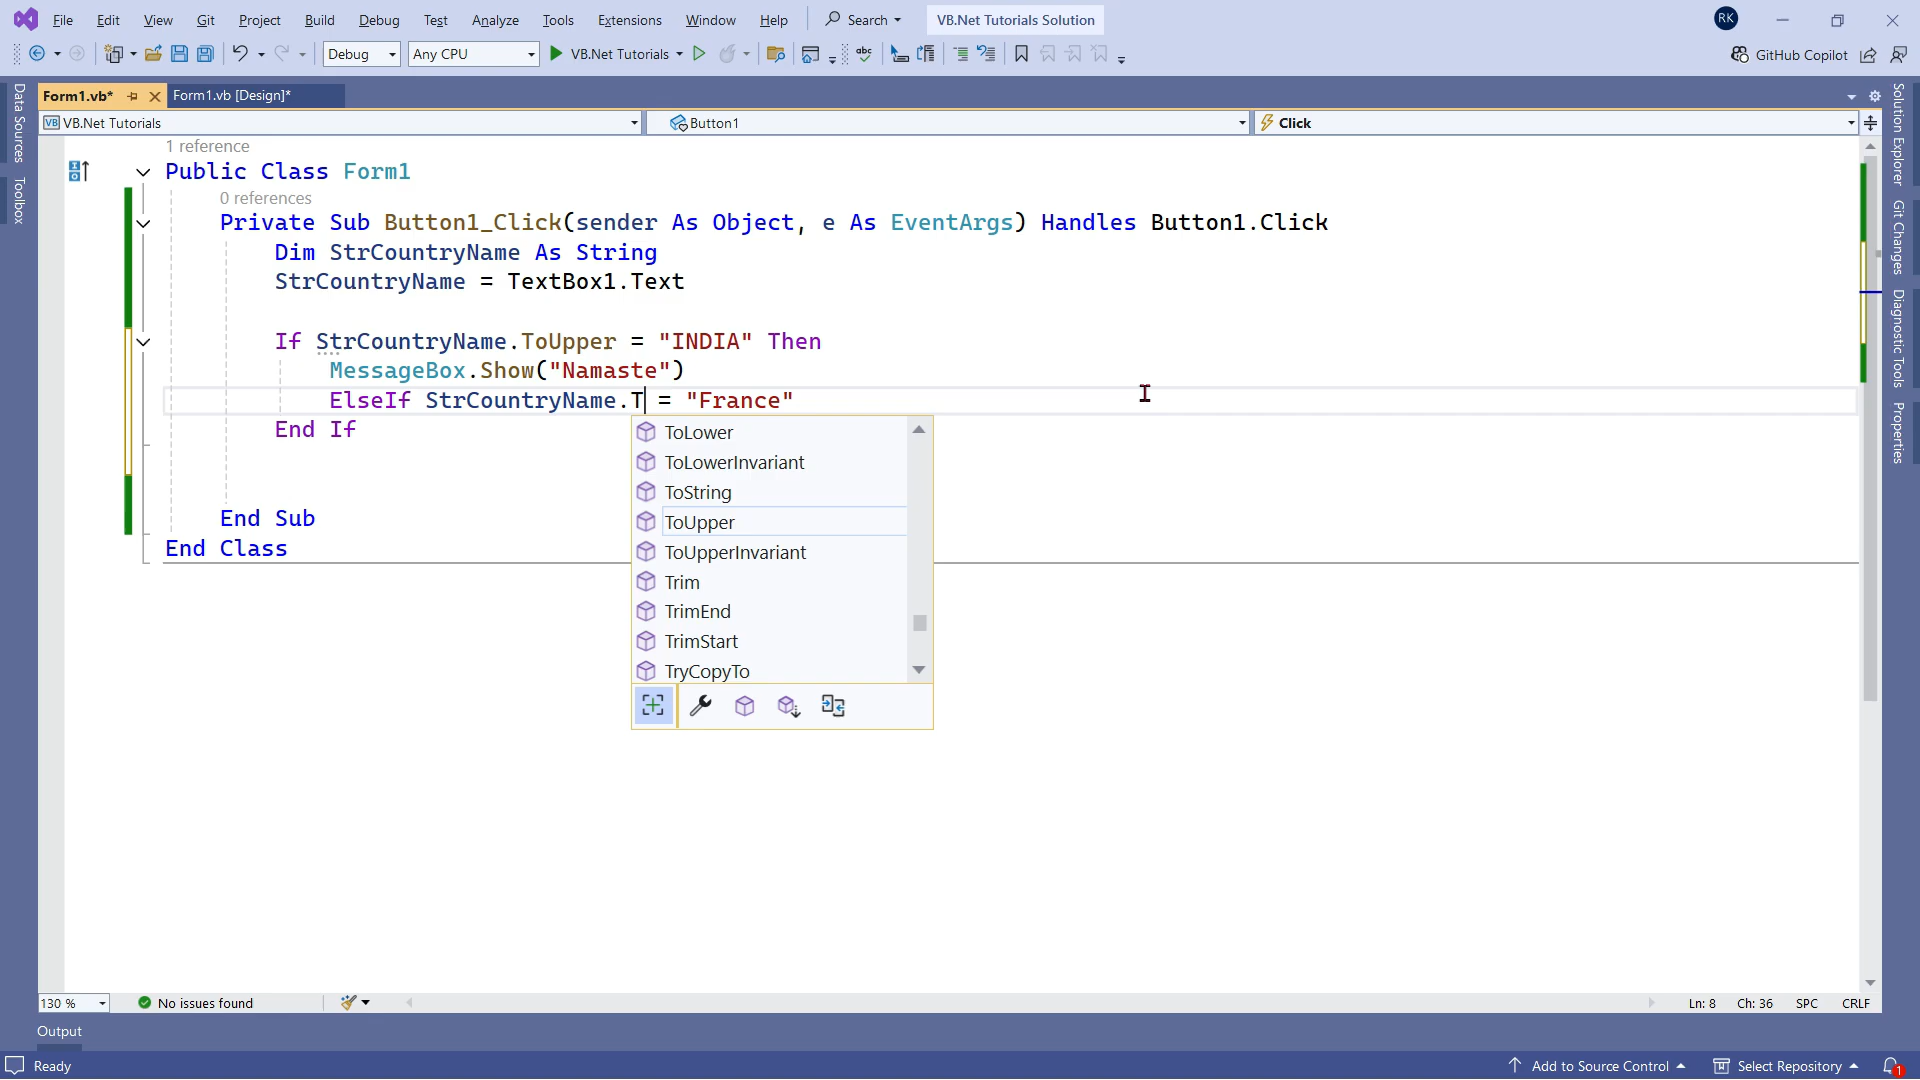 File Edit View Git Project Build Debug Test Analyze Tools Extensions Window Help Search VB.Net Tutorials Solution RK
Debug Any CPU VB.Net Tutorials abc GitHub Copilot
Form1.vb* Form1.vb [Design]*
VB VB.Net Tutorials Button1 Click
Data Sources
Toolbox
Solution Explorer
Git Changes
Diagnostic Tools
Properties
1 reference
Public Class Form1
0 references
Private Sub Button1_Click(sender As Object, e As EventArgs) Handles Button1.Click
Dim StrCountryName As String
StrCountryName = TextBox1.Text
If StrCountryName.ToUpper = "INDIA" Then
MessageBox.Show("Namaste")
ElseIf StrCountryName.T = "France"
End If
End Sub
End Class
ToLower
ToLowerInvariant
ToString
ToUpper
ToUpperInvariant
Trim
TrimEnd
TrimStart
TryCopyTo
130 % No issues found Ln: 8 Ch: 36 SPC CRLF
Output
Ready Add to Source Control Select Repository 1